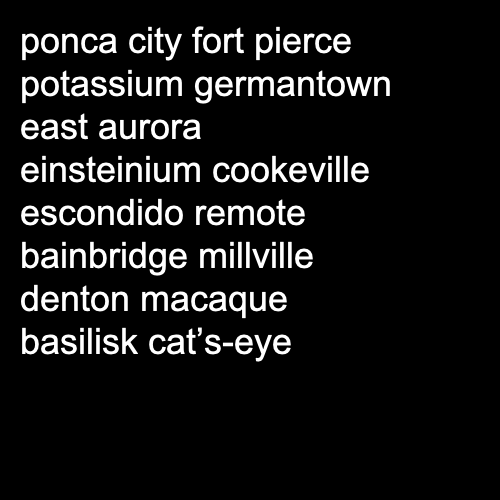 ponca city fort pierce
potassium germantown
east aurora
einsteinium cookeville
escondido remote
bainbridge millville
denton macaque
basilisk cat’s-eye